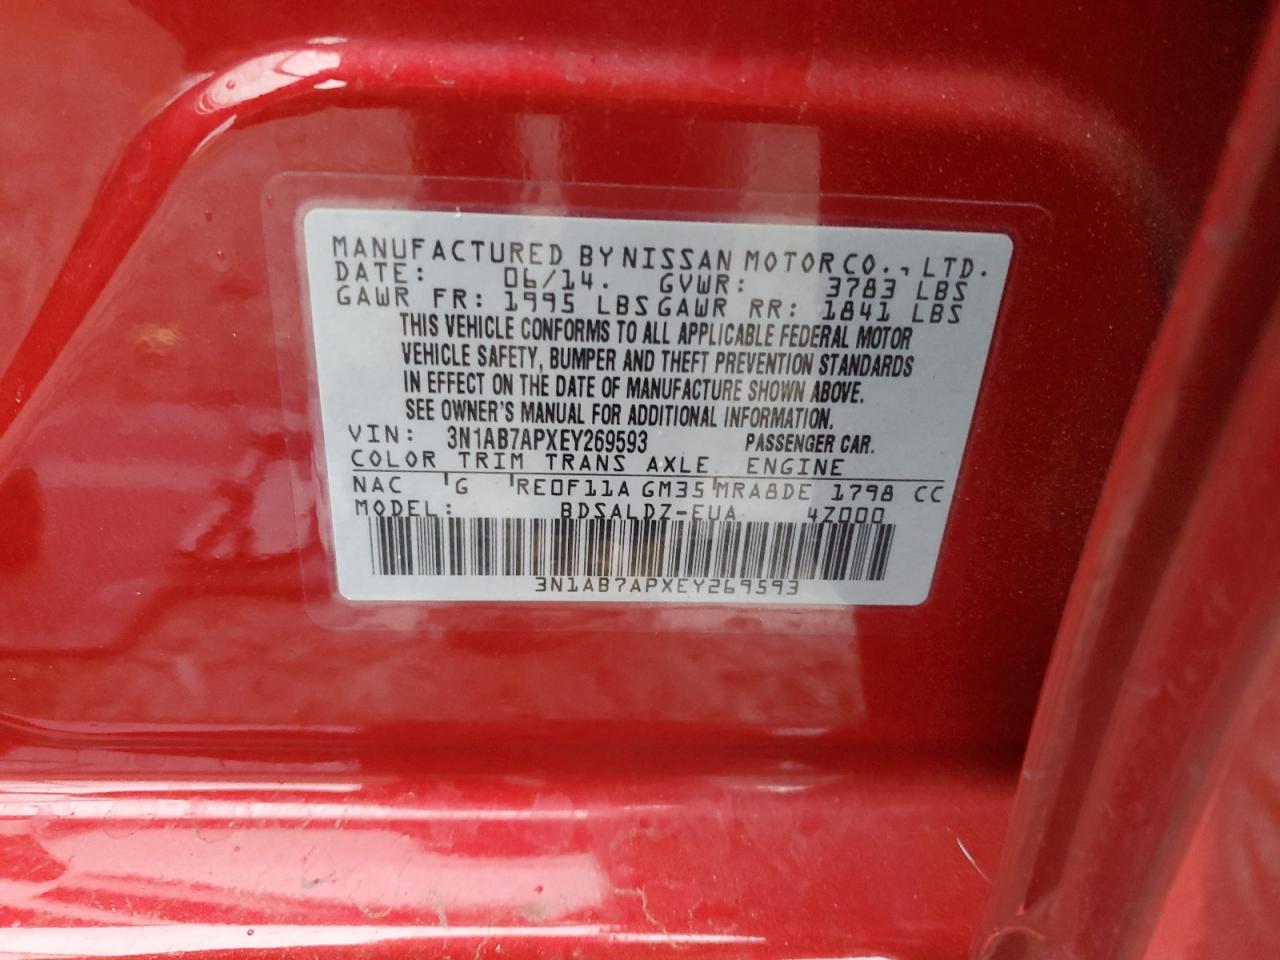 MANUFACTURED BY NISSAN MOTOR CO., LTD.
DATE: 06/14. GVWR: 3783 LBS
GAWR FR: 1995 LBS GAWR RR: 1841 LBS
THIS VEHICLE CONFORMS TO ALL APPLICABLE FEDERAL MOTOR
VEHICLE SAFETY, BUMPER AND THEFT PREVENTION STANDARDS
IN EFFECT ON THE DATE OF MANUFACTURE SHOWN ABOVE.
SEE OWNER'S MANUAL FOR ADDITIONAL INFORMATION.
VIN: 3N1AB7APXEY269593 PASSENGER CAR.
COLOR TRIM TRANS AXLE ENGINE
NAC G RE0F11A GM35 MRA8DE 1798 CC
MODEL: BDSALDZ-EUA 4Z000
3N1AB7APXEY269593